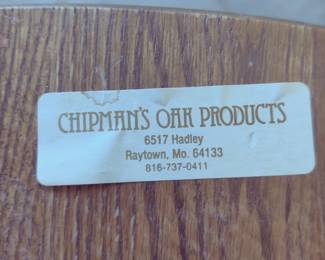 CHIPMAN'S OAK PRODUCTS
6517 Hadley
Raytown, Mo. 64133
816-737-0411